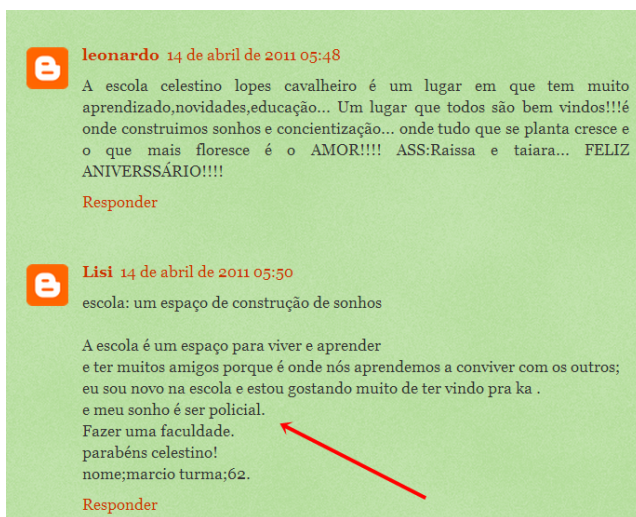 leonardo 14 de abril de 2011 05:48
A escola celestino lopes cavalheiro é um lugar em que tem muito
aprendizado,novidades,educação... Um lugar que todos são bem vindos!!!é
onde construimos sonhos e concientização... onde tudo que se planta cresce e
o que mais floresce é o AMOR!!!! ASS:Raissa e taiara... FELIZ
ANIVERSSÁRIO!!!!
Responder
Lisi 14 de abril de 2011 05:50
escola: um espaço de construção de sonhos
A escola é um espaço para viver e aprender
e ter muitos amigos porque é onde nós aprendemos a conviver com os outros;
eu sou novo na escola e estou gostando muito de ter vindo pra ka .
e meu sonho é ser policial.
Fazer uma faculdade.
parabéns celestino!
nome;marcio turma;62.
Responder